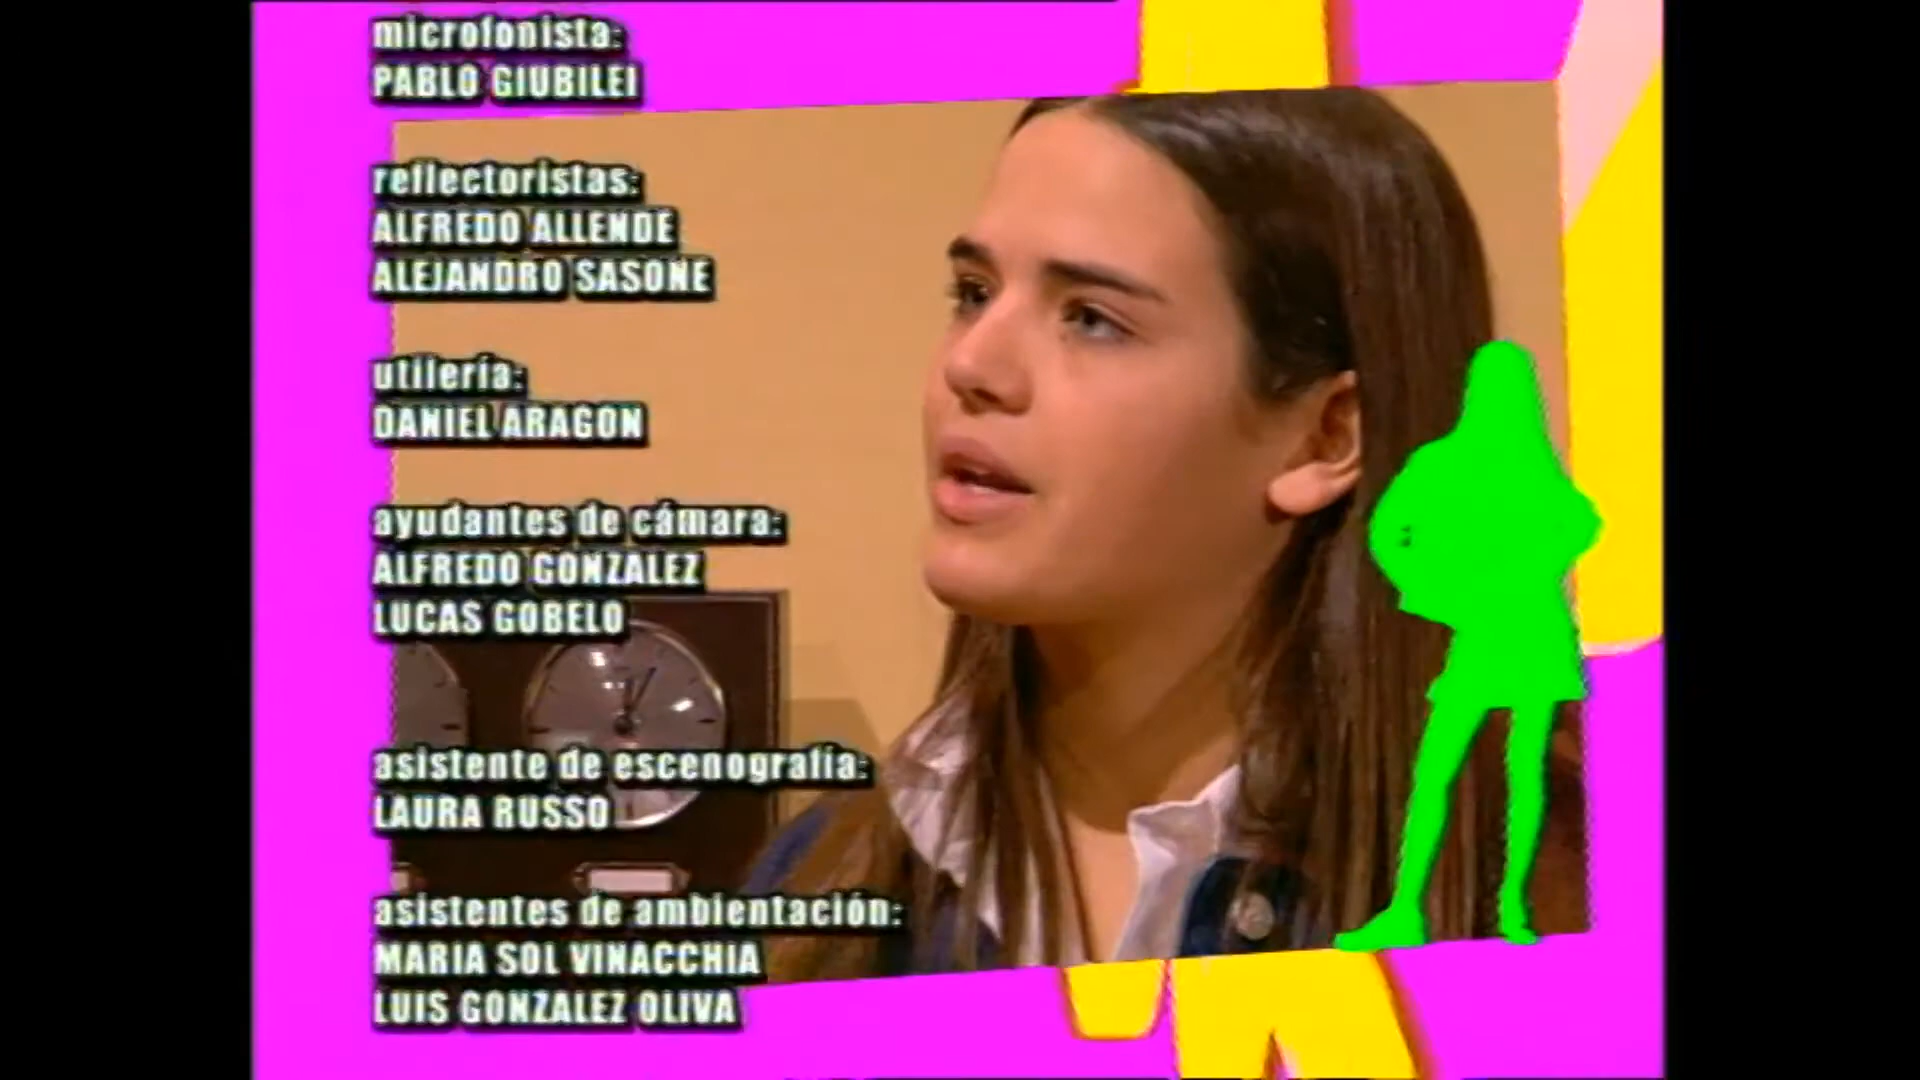 microfonista:
PABLO GIUBILEI
reflectoristas:
ALFREDO ALLENDE
ALEJANDRO SASONE
utilería:
DANIEL ARAGON
ayudantes de cámara:
ALFREDO GONZALEZ
LUCAS GOBELO
asistente de escenografía:
LAURA RUSSO
asistentes de ambientación:
MARIA SOL VINACCHIA
LUIS GONZALEZ OLIVA